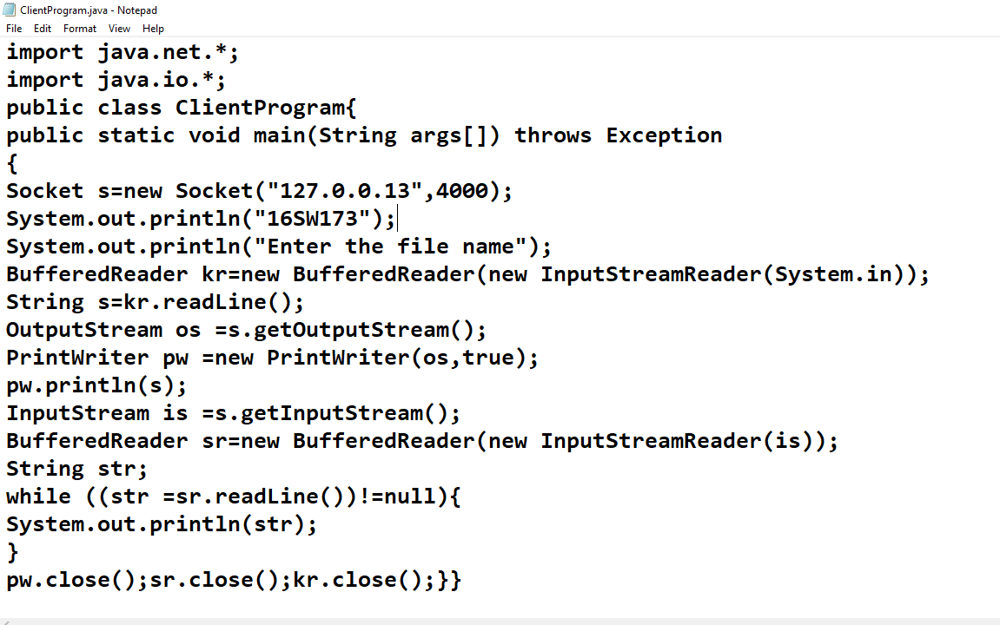 ClientProgram.java - Notepad
File Edit Format View Help
import java.net.*;
import java.io.*;
public class ClientProgram{
public static void main(String args[]) throws Exception
{
Socket s=new Socket("127.0.0.13",4000);
System.out.println("16SW173");
System.out.println("Enter the file name");
BufferedReader kr=new BufferedReader(new InputStreamReader(System.in));
String s=kr.readLine();
OutputStream os =s.getOutputStream();
PrintWriter pw =new PrintWriter(os,true);
pw.println(s);
InputStream is =s.getInputStream();
BufferedReader sr=new BufferedReader(new InputStreamReader(is));
String str;
while ((str =sr.readLine())!=null){
System.out.println(str);
}
pw.close();sr.close();kr.close();}}